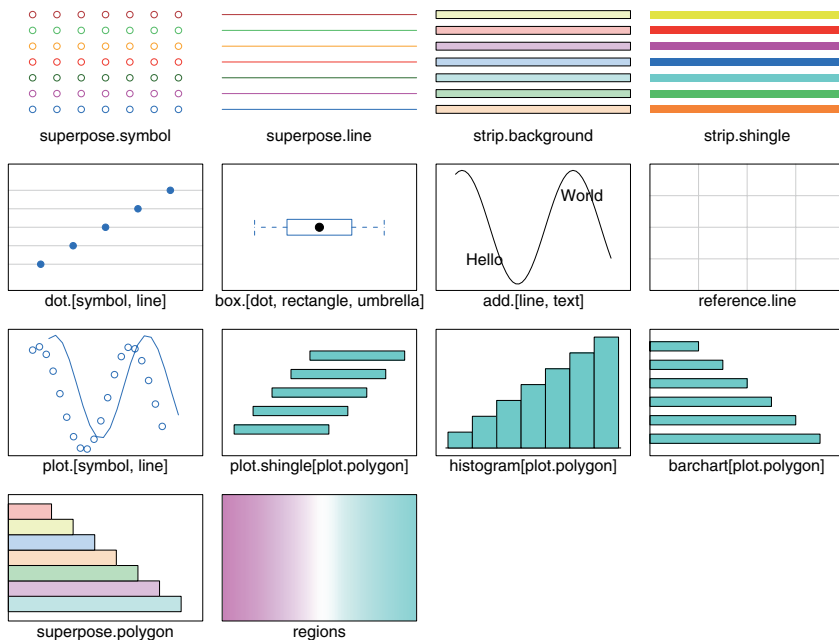 superpose.symbol
superpose.line
strip.background
strip.shingle
World
Hello
dot.[symbol, line]
box.[dot, rectangle, umbrella]
add.[line, text]
reference.line
plot.[symbol, line]
plot.shingle[plot.polygon]
histogram[plot.polygon]
barchart[plot.polygon]
superpose.polygon
regions